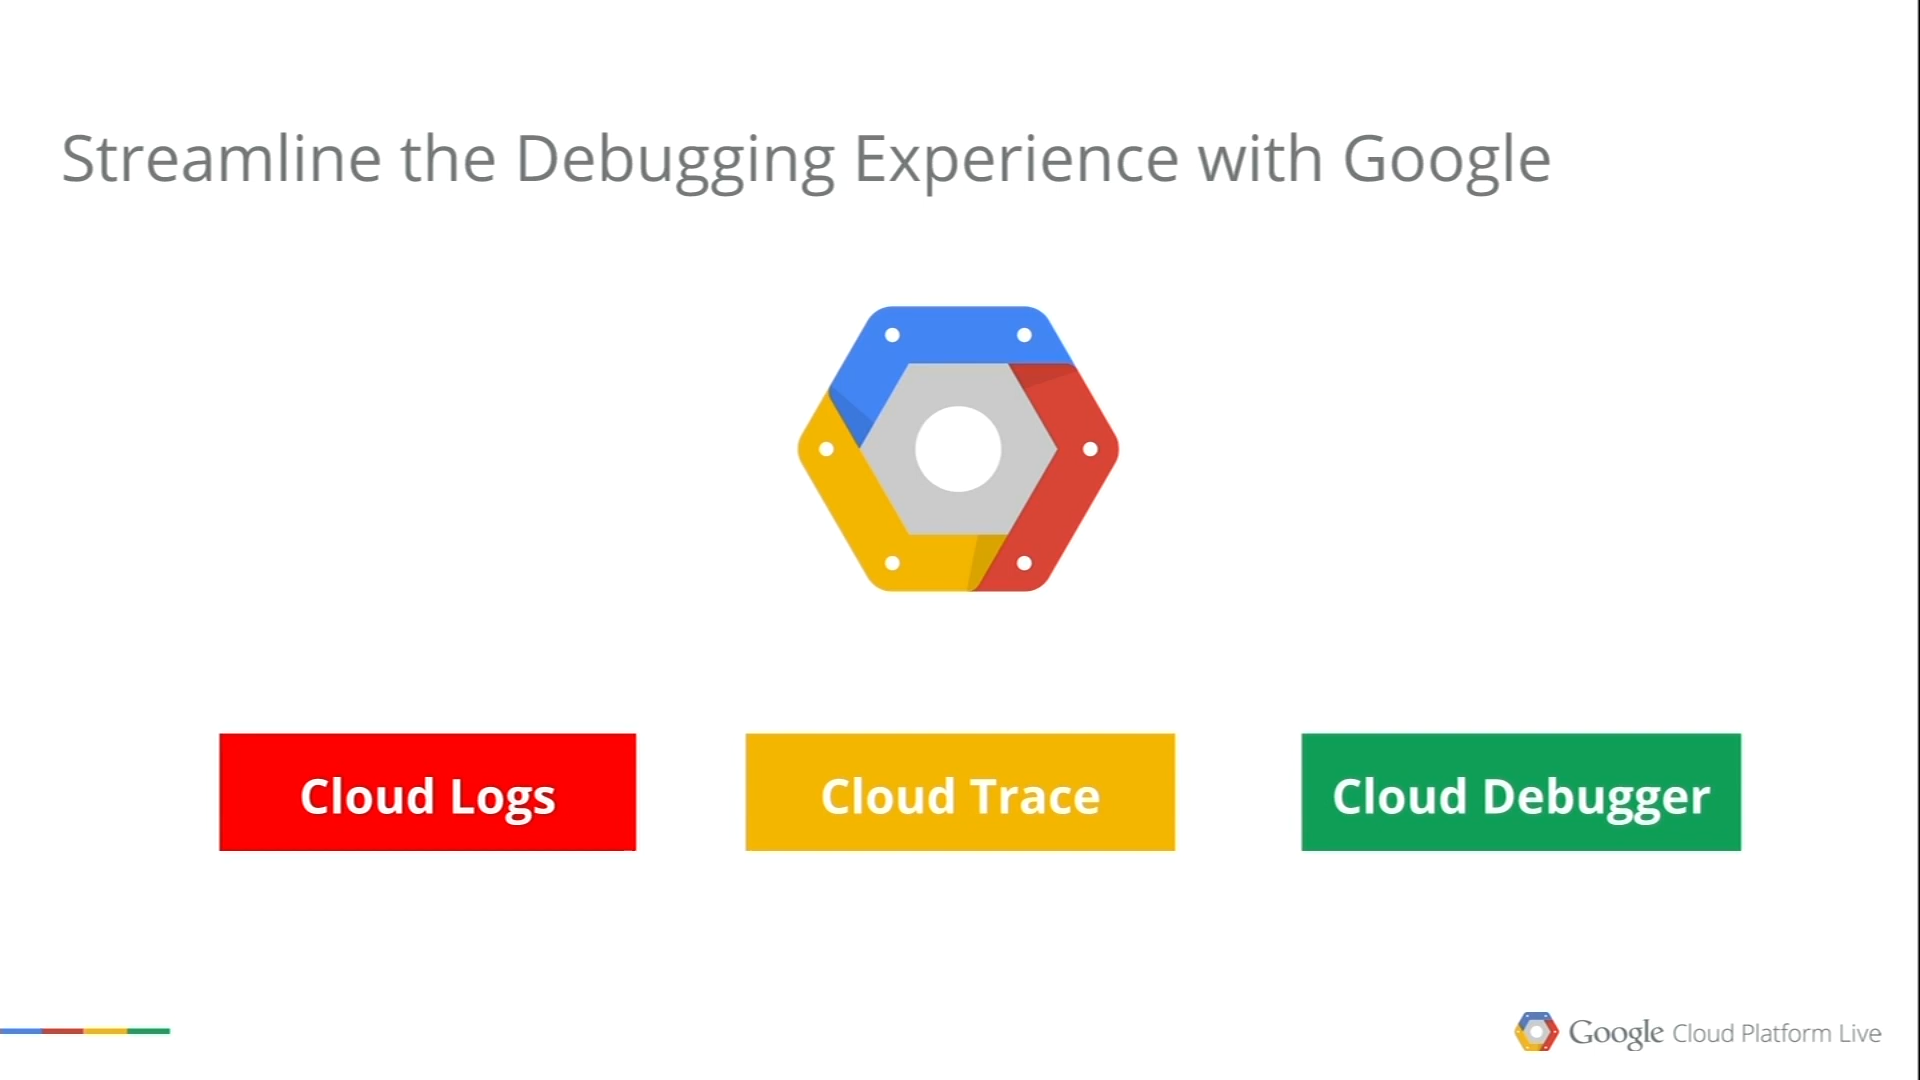 Streamline the Debugging Experience with Google
Cloud Logs
Cloud Trace
Cloud Debugger
Google Cloud Platform Live